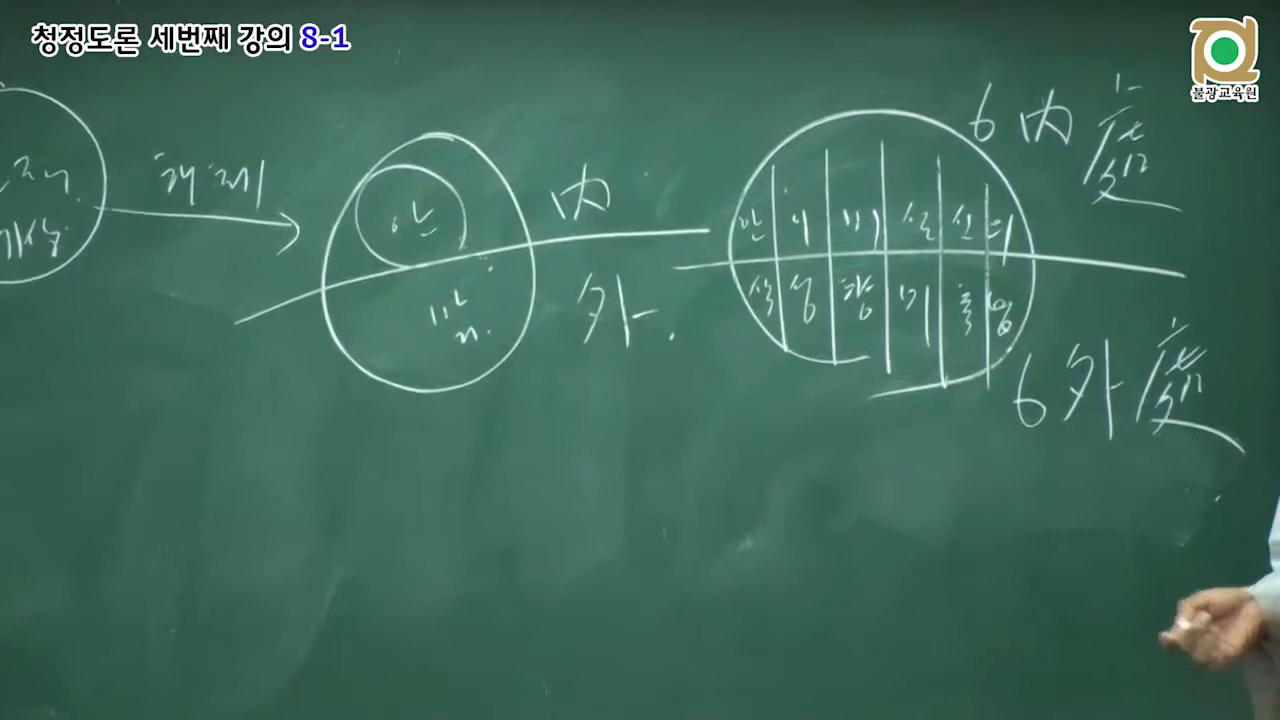 청정도론 세번째 강의 8-1
불광교육원
해제
안
밖
內
外
6 內 處
안 이 비 설 신 의
색 성 향 미 촉 법
6 外 處